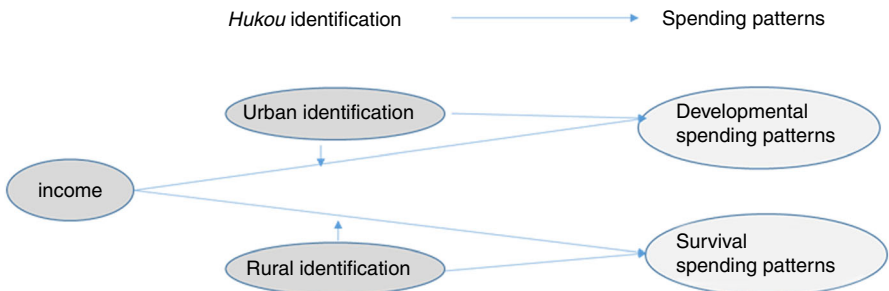 Hukou identification
Spending patterns
Urban identification
Developmental
spending patterns
income
Survival
spending patterns
Rural identification